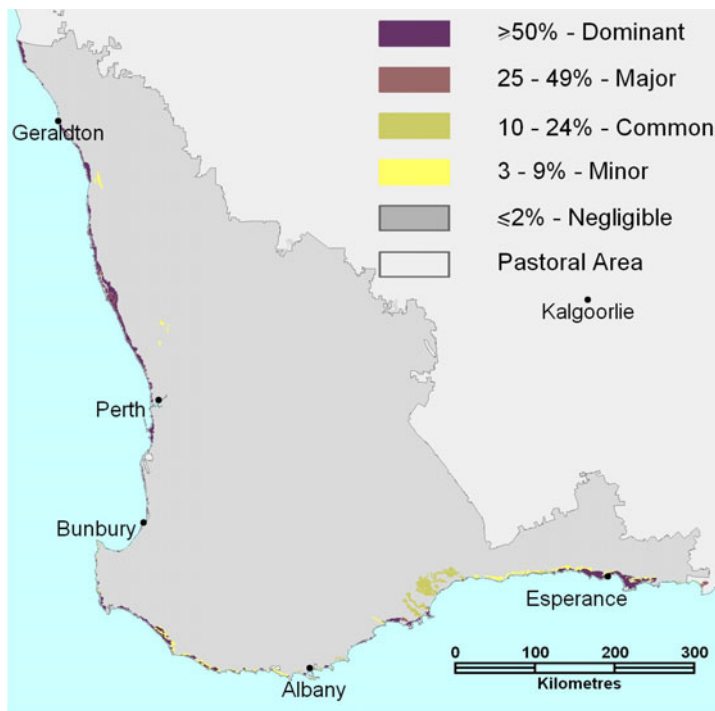 ≥50% - Dominant
25 - 49% - Major
10 - 24% - Common
3 - 9% - Minor
≤2% - Negligible
Pastoral Area
Geraldton
Kalgoorlie
Perth
Bunbury
Esperance
Albany
0 100 200 300
Kilometres